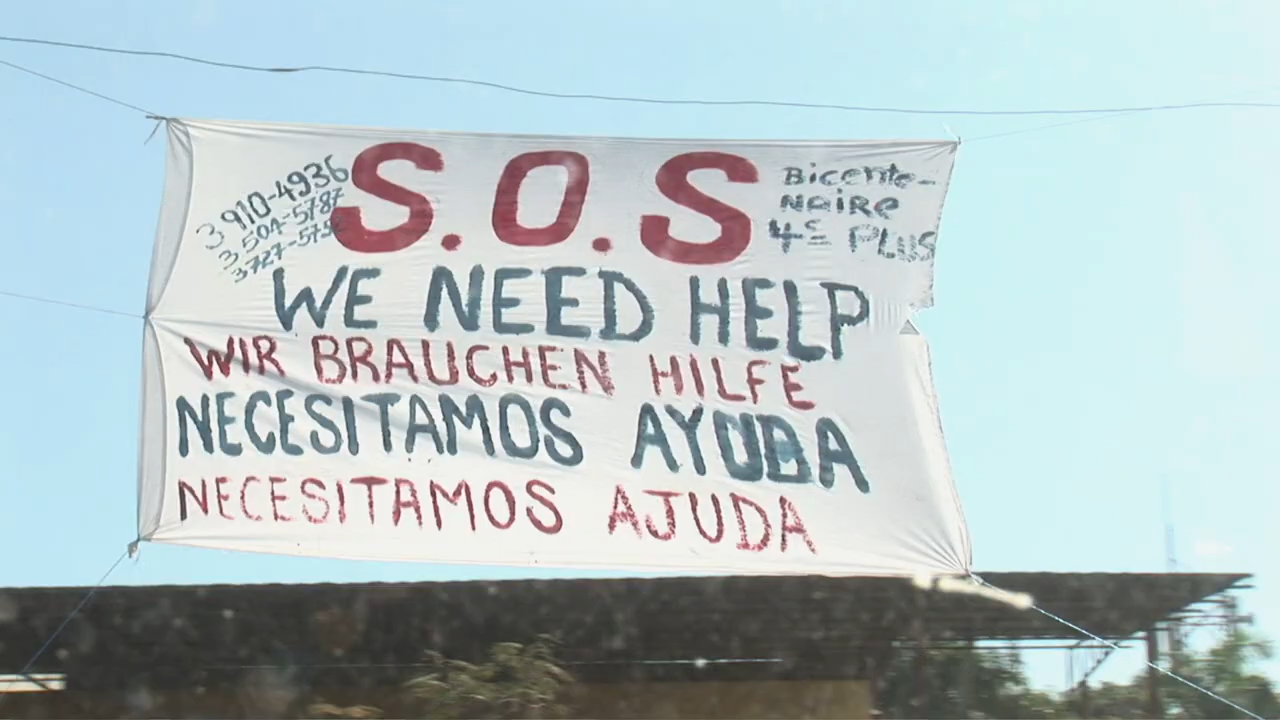 3 910-4936
3 504-5787
3727-575
S.O.S
Bicente-
NAIRE
4e PLUS
WE NEED HELP
WIR BRAUCHEN HILFE
NECESITAMOS AYUDA
NECESITAMOS AJUDA